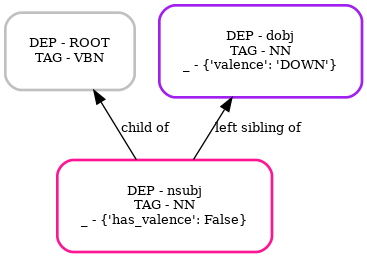 DEP - ROOT
TAG - VBN
DEP - dobj
TAG - NN
_ - {'valence': 'DOWN'}
child of
left sibling of
DEP - nsubj
TAG - NN
_ - {'has_valence': False}